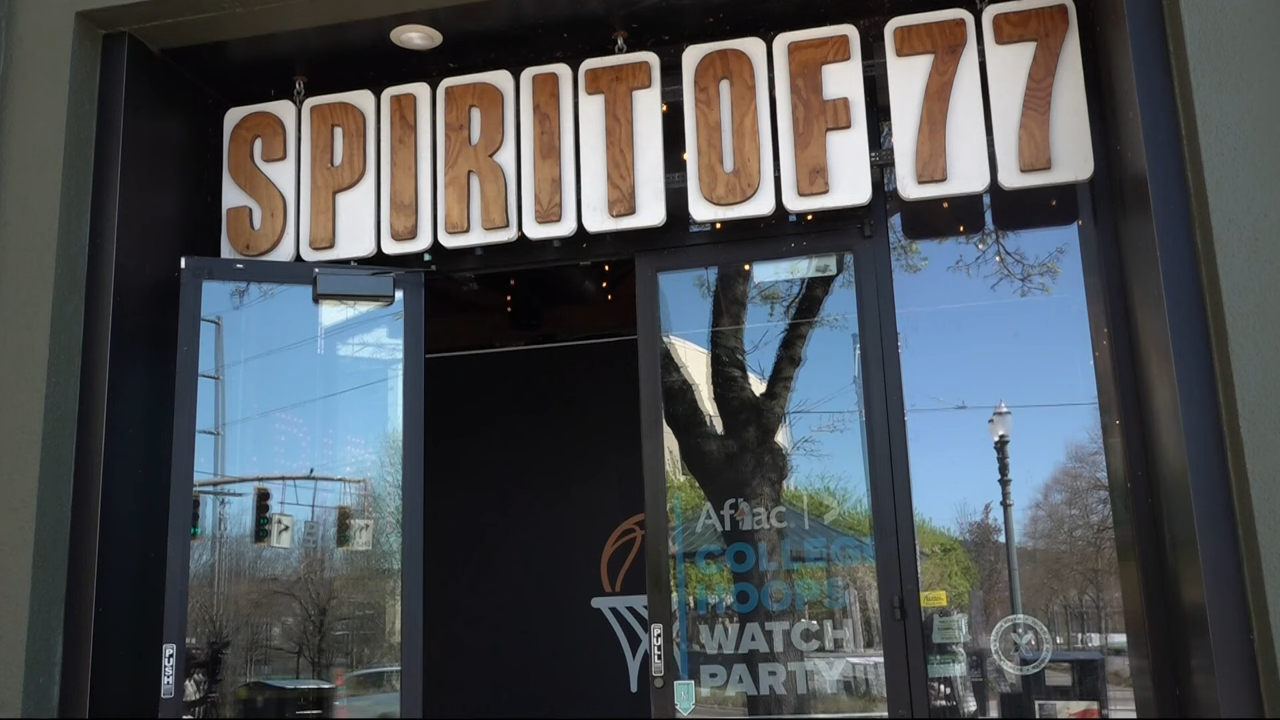 SPIRIT OF 77
Aflac
COLLEGE
HOOPS
WATCH
PARTY
PUSH
PULL